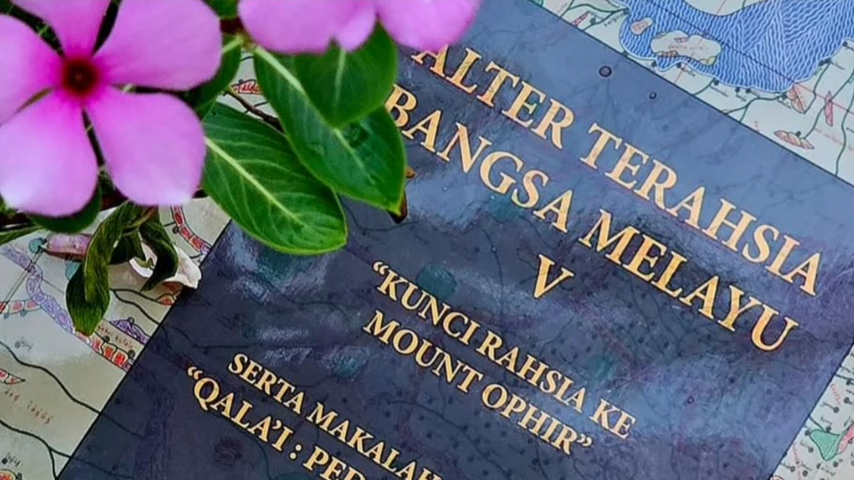 ALTER TERAHSIA
BANGSA MELAYU
V
“KUNCI RAHSIA KE
MOUNT OPHIR”
SERTA MAKALAH
“QALA’I :